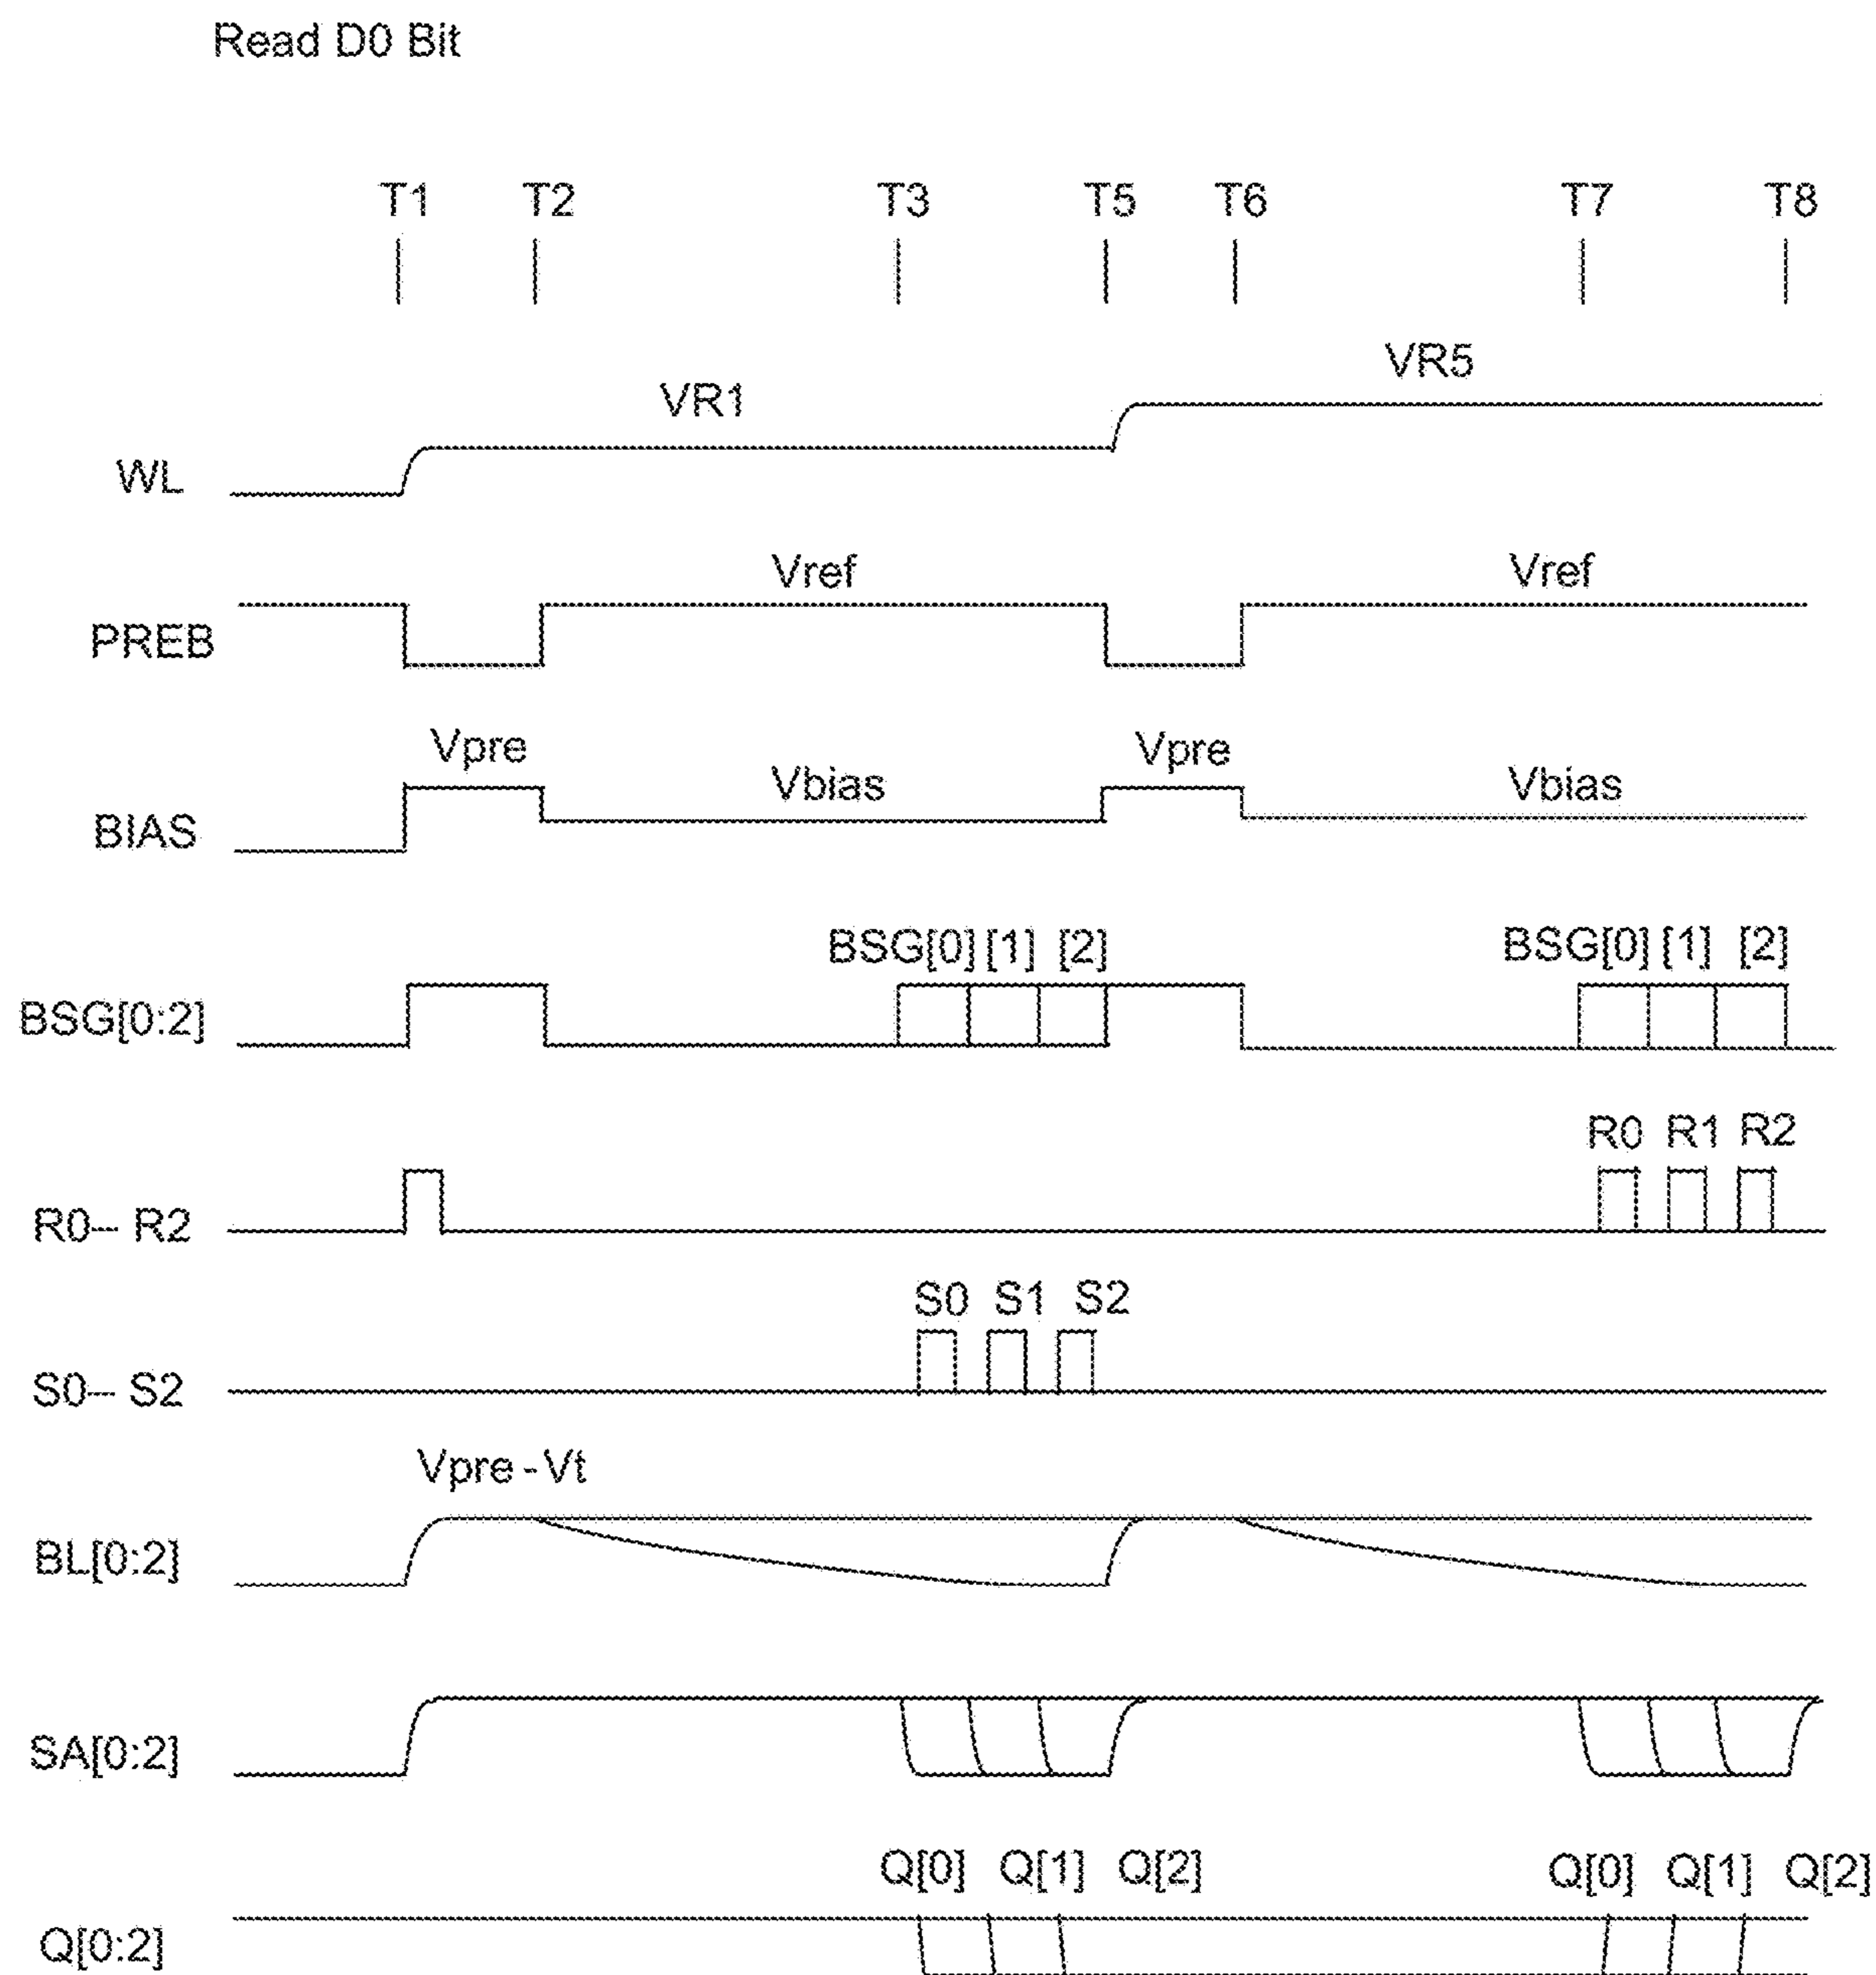 Read D0 Bit
T1 T2 T3 T5 T6 T7 T8
VR5
VR1
WL
Vref Vref
PREB
Vpre Vpre
Vbias Vbias
BIAS
BSG[0] [1] [2] BSG[0] [1] [2]
BSG[0:2]
R0 R1 R2
R0-- R2
S0 S1 S2
S0-- S2
Vpre - Vt
BL[0:2]
SA[0:2]
Q[0] Q[1] Q[2] Q[0] Q[1] Q[2]
Q[0:2]